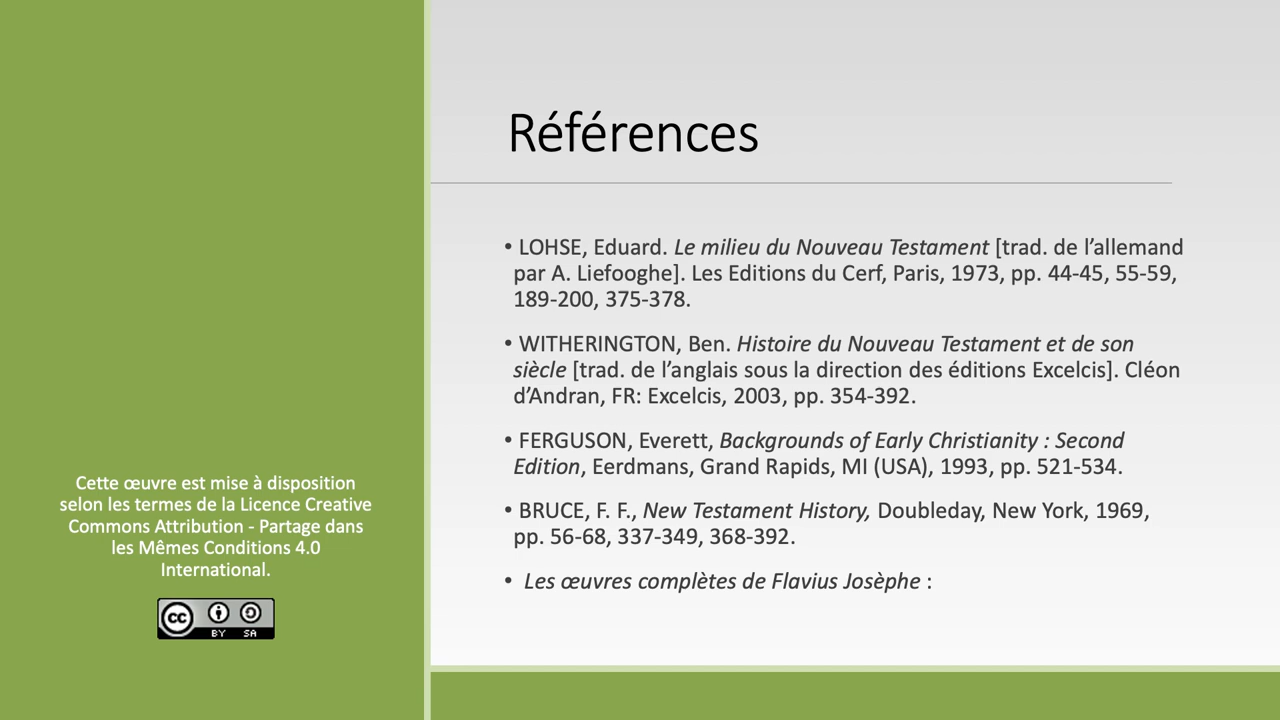 Références
• LOHSE, Eduard. Le milieu du Nouveau Testament [trad. de l’allemand
par A. Liefooghe]. Les Editions du Cerf, Paris, 1973, pp. 44-45, 55-59,
189-200, 375-378.
• WITHERINGTON, Ben. Histoire du Nouveau Testament et de son
siècle [trad. de l’anglais sous la direction des éditions Excelcis]. Cléon
d’Andran, FR: Excelcis, 2003, pp. 354-392.
• FERGUSON, Everett, Backgrounds of Early Christianity : Second
Edition, Eerdmans, Grand Rapids, MI (USA), 1993, pp. 521-534.
• BRUCE, F. F., New Testament History, Doubleday, New York, 1969,
pp. 56-68, 337-349, 368-392.
• Les œuvres complètes de Flavius Josèphe :
Cette œuvre est mise à disposition
selon les termes de la Licence Creative
Commons Attribution - Partage dans
les Mêmes Conditions 4.0
International.
cc
BY SA